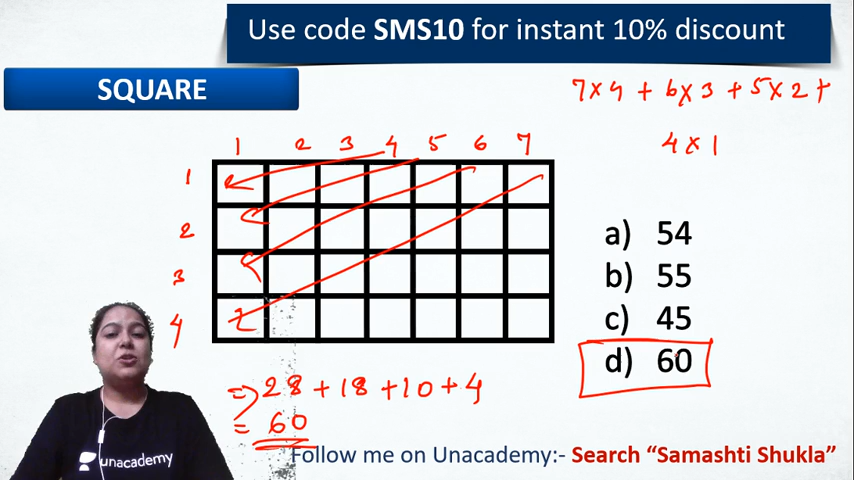 Use code SMS10 for instant 10% discount
SQUARE
7×4 + 6×3 + 5×2 +
4×1
1 2 3 4 5 6 7
1
2
3
4
a) 54
b) 55
c) 45
d) 60
=> 28 + 18 + 10 + 4
= 60
unacademy
Follow me on Unacademy:- Search “Samashti Shukla”